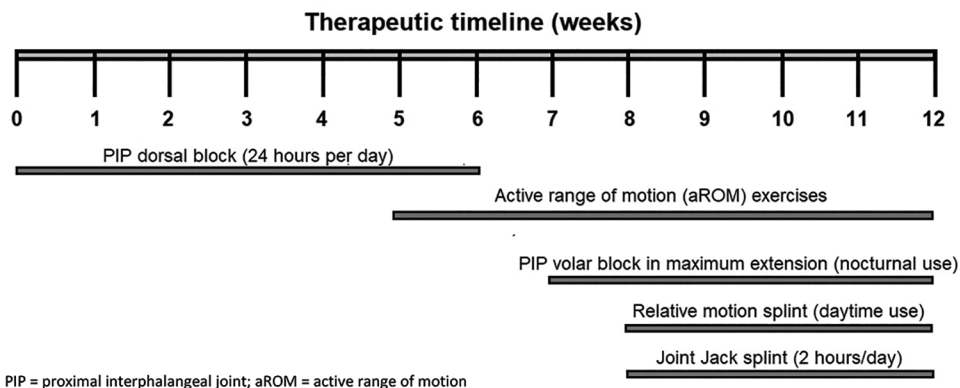 Therapeutic timeline (weeks)
0 1 2 3 4 5 6 7 8 9 10 11 12
PIP dorsal block (24 hours per day)
Active range of motion (aROM) exercises
PIP volar block in maximum extension (nocturnal use)
Relative motion splint (daytime use)
Joint Jack splint (2 hours/day)
PIP = proximal interphalangeal joint; aROM = active range of motion